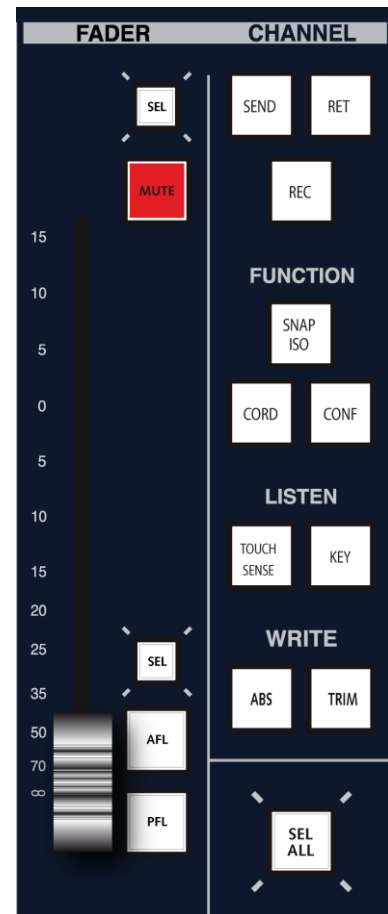 FADER
SEL
MUTE
15
10
5
0
5
10
15
20
25
35
50
70
∞
SEL
AFL
PFL
CHANNEL
SEND RET
REC
FUNCTION
SNAP
ISO
CORD CONF
LISTEN
TOUCH
SENSE
KEY
WRITE
ABS TRIM
SEL
ALL